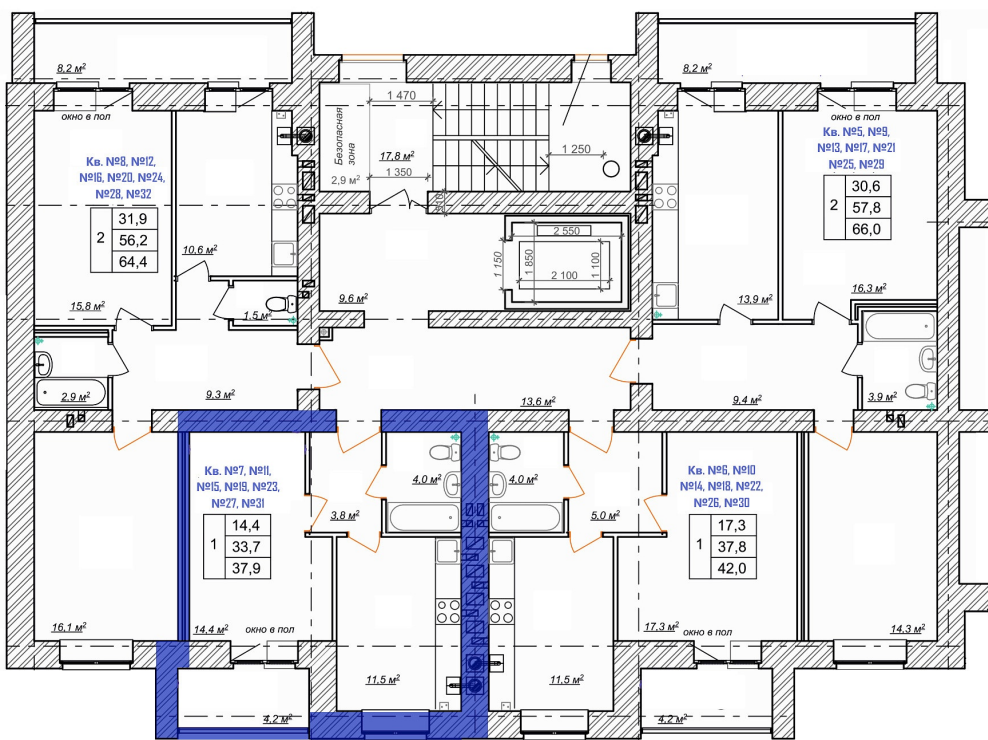 8.2 м²
8.2 м²
окно в пол
окно в пол
1 470
Безопасная
зона
17.8 м²
2,9 м²
1 350
1 250
610
Кв. №8, №12,
№16, №20, №24,
№28, №32
2
31,9
56,2
64,4
Кв. №5, №9,
№13, №17, №21
№25, №29
2
30,6
57,8
66,0
10.6 м²
15.8 м²
1.5 м²
9.6 м²
2 550
1 150
1 850
2 100
1 100
13.9 м²
16.3 м²
2.9 м²
9.3 м²
13.6 м²
9.4 м²
3.9 м²
Кв. №7, №11,
№15, №19, №23,
№27, №31
1
14,4
33,7
37,9
4.0 м²
4.0 м²
3.8 м²
5.0 м²
Кв. №6, №10
№14, №18, №22,
№26, №30
1
17,3
37,8
42,0
16.1 м²
14.4 м²
окно в пол
17.3 м²
окно в пол
14.3 м²
11.5 м²
11.5 м²
4.2 м²
4.2 м²